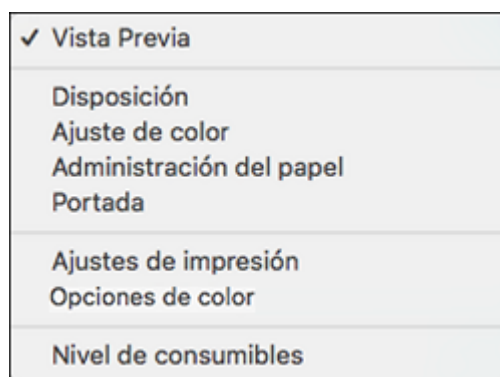 ✓ Vista Previa
Disposición
Ajuste de color
Administración del papel
Portada
Ajustes de impresión
Opciones de color
Nivel de consumibles